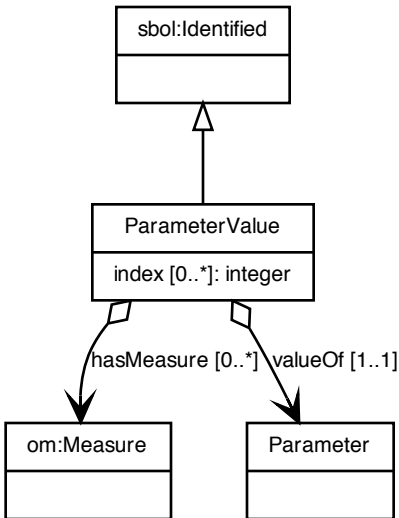 sbol:Identified
ParameterValue
index [0..*]: integer
hasMeasure [0..*]
valueOf [1..1]
om:Measure
Parameter